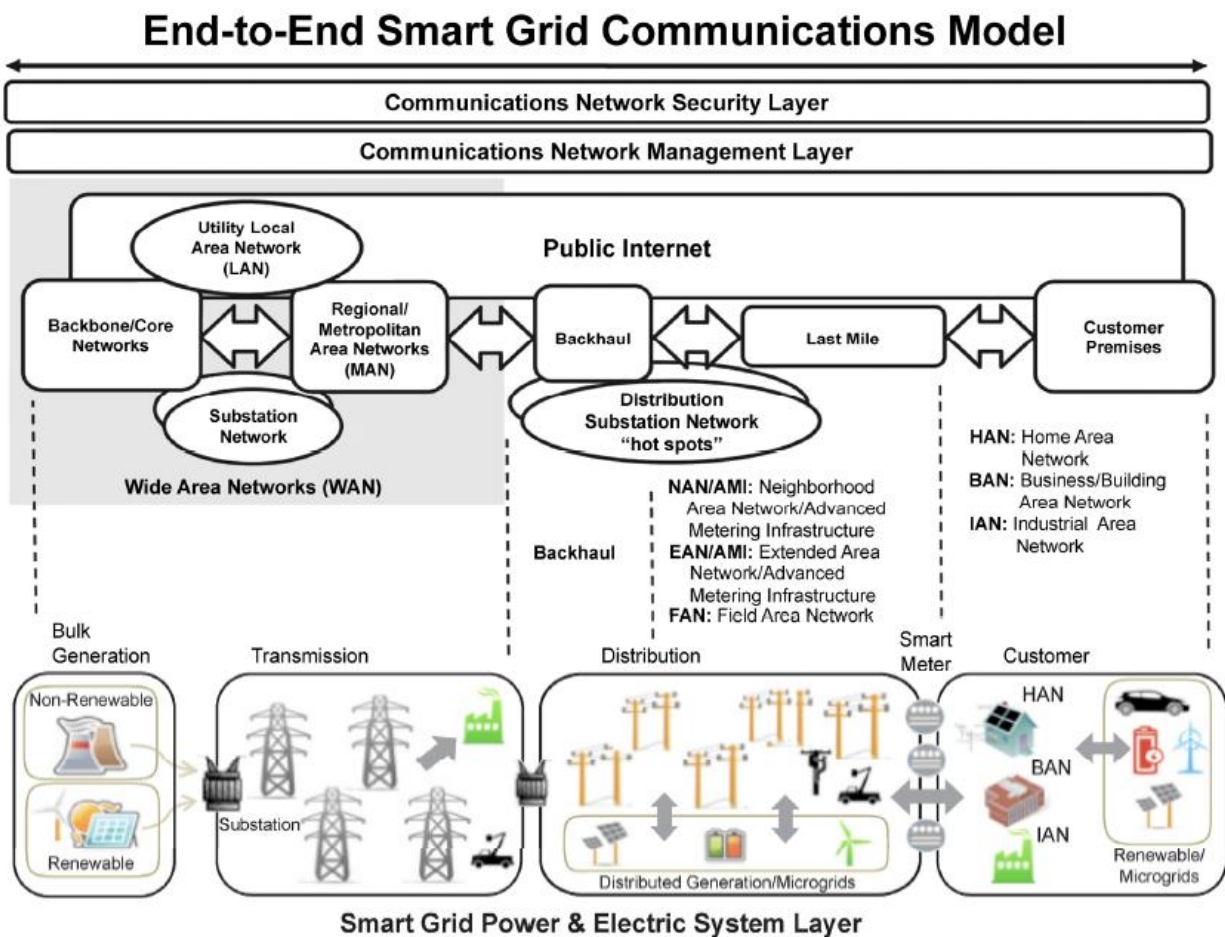 End-to-End Smart Grid Communications Model
Communications Network Security Layer
Communications Network Management Layer
Utility Local
Area Network
(LAN)
Public Internet
Backbone/Core
Networks
Regional/
Metropolitan
Area Networks
(MAN)
Backhaul
Last Mile
Customer
Premises
Substation
Network
Distribution
Substation Network
“hot spots”
Wide Area Networks (WAN)
Backhaul
NAN/AMI: Neighborhood
Area Network/Advanced
Metering Infrastructure
EAN/AMI: Extended Area
Network/Advanced
Metering Infrastructure
FAN: Field Area Network
HAN: Home Area
Network
BAN: Business/Building
Area Network
IAN: Industrial Area
Network
Bulk
Generation
Transmission
Distribution
Smart
Meter
Customer
Non-Renewable
Renewable
Substation
Distributed Generation/Microgrids
HAN
BAN
IAN
Renewable/
Microgrids
Smart Grid Power & Electric System Layer